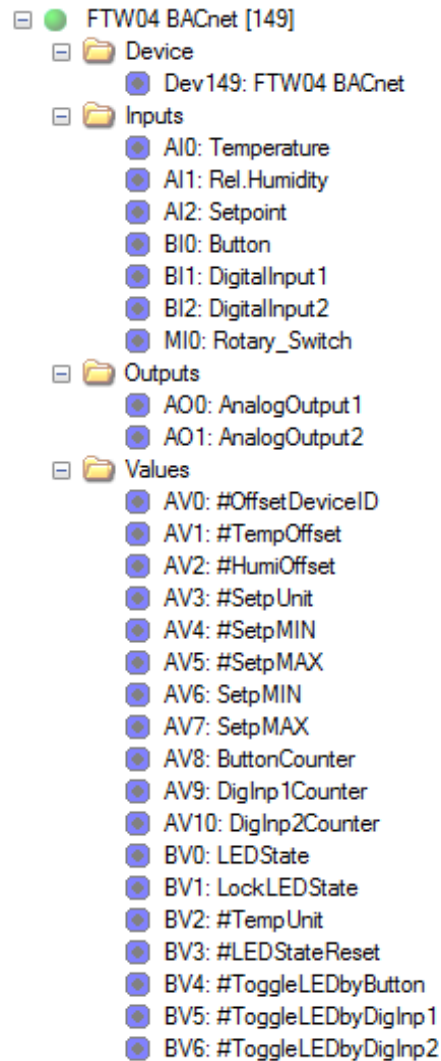 FTW04 BACnet [149]
Device
Dev149: FTW04 BACnet
Inputs
AI0: Temperature
AI1: Rel.Humidity
AI2: Setpoint
BI0: Button
BI1: DigitalInput1
BI2: DigitalInput2
MI0: Rotary_Switch
Outputs
AO0: AnalogOutput1
AO1: AnalogOutput2
Values
AV0: #OffsetDeviceID
AV1: #TempOffset
AV2: #HumiOffset
AV3: #SetpUnit
AV4: #SetpMIN
AV5: #SetpMAX
AV6: SetpMIN
AV7: SetpMAX
AV8: ButtonCounter
AV9: DigInp1Counter
AV10: DigInp2Counter
BV0: LEDState
BV1: LockLEDState
BV2: #TempUnit
BV3: #LEDStateReset
BV4: #ToggleLEDbyButton
BV5: #ToggleLEDbyDigInp1
BV6: #ToggleLEDbyDigInp2